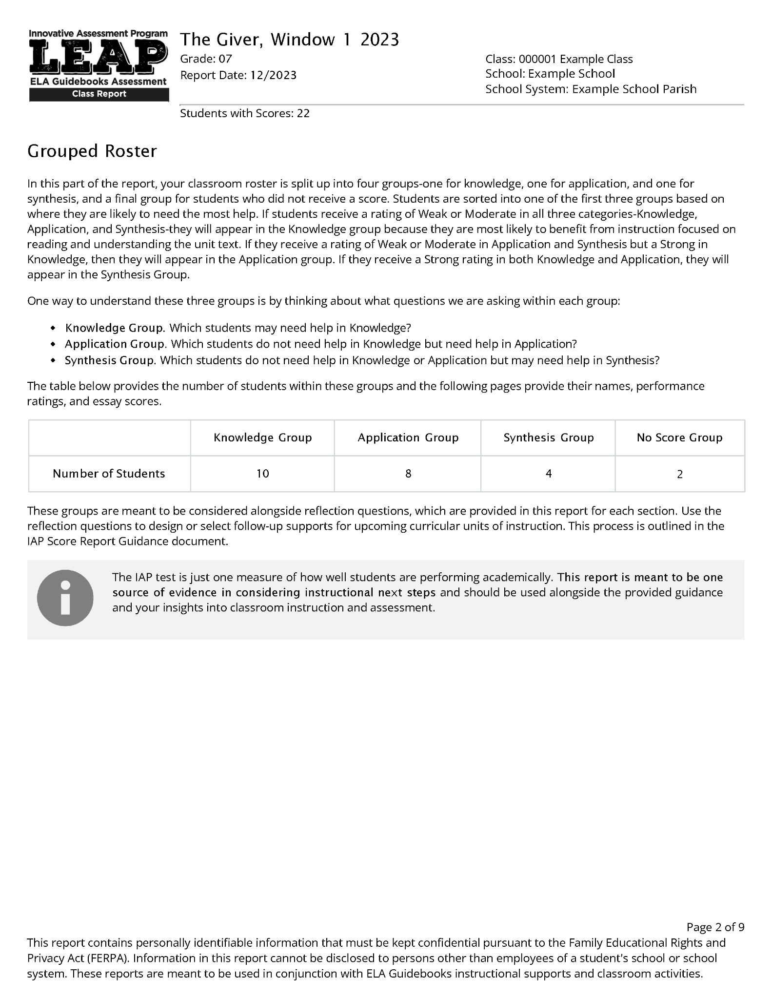 Innovative Assessment Program
LEAP
ELA Guidebooks Assessment
Class Report
The Giver, Window 1 2023
Grade: 07
Report Date: 12/2023
Class: 000001 Example Class
School: Example School
School System: Example School Parish
Students with Scores: 22
Grouped Roster
In this part of the report, your classroom roster is split up into four groups-one for knowledge, one for application, and one for
synthesis, and a final group for students who did not receive a score. Students are sorted into one of the first three groups based on
where they are likely to need the most help. If students receive a rating of Weak or Moderate in all three categories-Knowledge,
Application, and Synthesis-they will appear in the Knowledge group because they are most likely to benefit from instruction focused on
reading and understanding the unit text. If they receive a rating of Weak or Moderate in Application and Synthesis but a Strong in
Knowledge, then they will appear in the Application group. If they receive a Strong rating in both Knowledge and Application, they will
appear in the Synthesis Group.
One way to understand these three groups is by thinking about what questions we are asking within each group:
• Knowledge Group. Which students may need help in Knowledge?
• Application Group. Which students do not need help in Knowledge but need help in Application?
• Synthesis Group. Which students do not need help in Knowledge or Application but may need help in Synthesis?
The table below provides the number of students within these groups and the following pages provide their names, performance
ratings, and essay scores.
Knowledge Group Application Group Synthesis Group No Score Group
Number of Students 10 8 4 2
These groups are meant to be considered alongside reflection questions, which are provided in this report for each section. Use the
reflection questions to design or select follow-up supports for upcoming curricular units of instruction. This process is outlined in the
IAP Score Report Guidance document.
The IAP test is just one measure of how well students are performing academically. This report is meant to be one
source of evidence in considering instructional next steps and should be used alongside the provided guidance
and your insights into classroom instruction and assessment.
Page 2 of 9
This report contains personally identifiable information that must be kept confidential pursuant to the Family Educational Rights and
Privacy Act (FERPA). Information in this report cannot be disclosed to persons other than employees of a student's school or school
system. These reports are meant to be used in conjunction with ELA Guidebooks instructional supports and classroom activities.